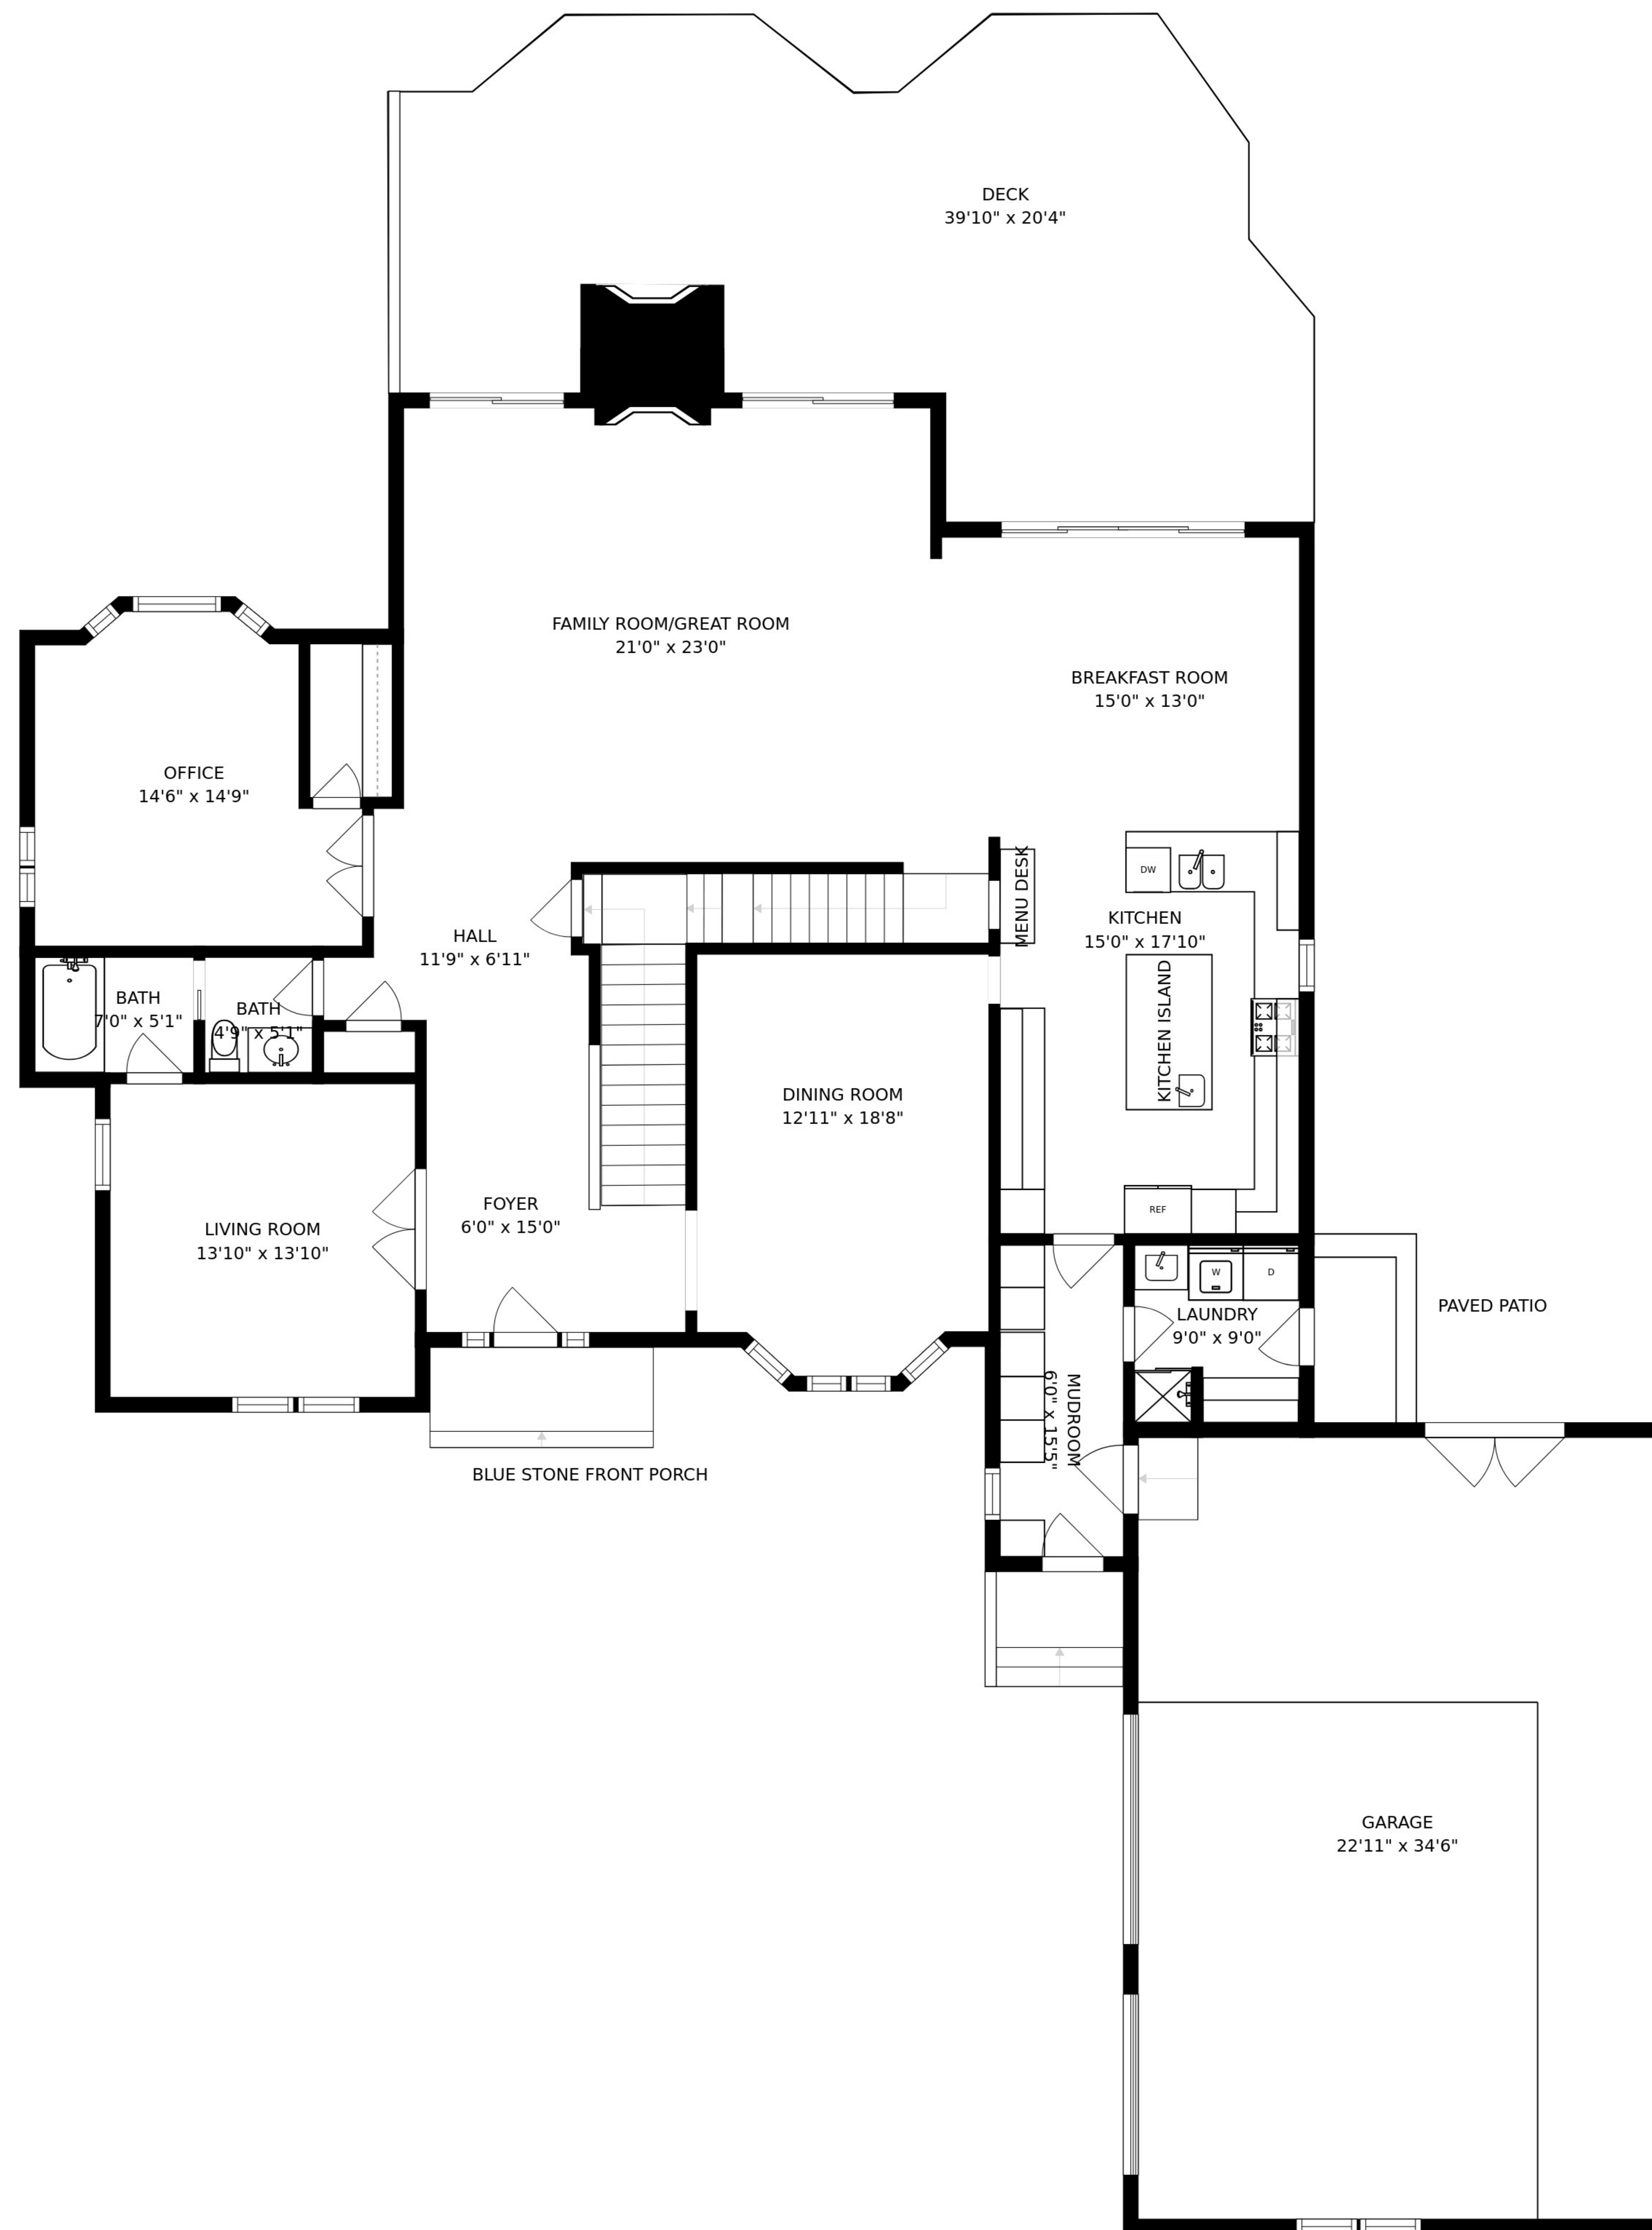 DECK
39'10" x 20'4"
FAMILY ROOM/GREAT ROOM
21'0" x 23'0"
BREAKFAST ROOM
15'0" x 13'0"
OFFICE
14'6" x 14'9"
DW
MENU DESK
KITCHEN
15'0" x 17'10"
HALL
11'9" x 6'11"
KITCHEN ISLAND
BATH
7'0" x 5'1"
BATH
4'9" x 5'1"
DINING ROOM
12'11" x 18'8"
FOYER
6'0" x 15'0"
REF
LIVING ROOM
13'10" x 13'10"
W
D
LAUNDRY
9'0" x 9'0"
PAVED PATIO
MUDROOM
6'0" x 15'5"
BLUE STONE FRONT PORCH
GARAGE
22'11" x 34'6"